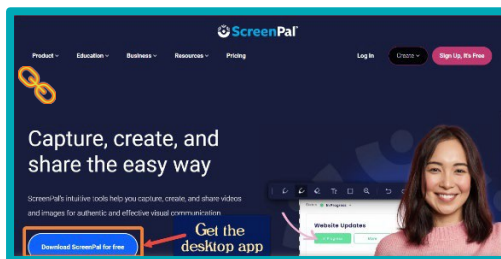 ScreenPal
Product Education Business Resources Pricing Log In Create Sign Up, It's Free
Capture, create, and
share the easy way
ScreenPal's intuitive tools help you capture, create, and share videos
and images for authentic and effective visual communication
Download ScreenPal for free
Get the
desktop app
Website Updates